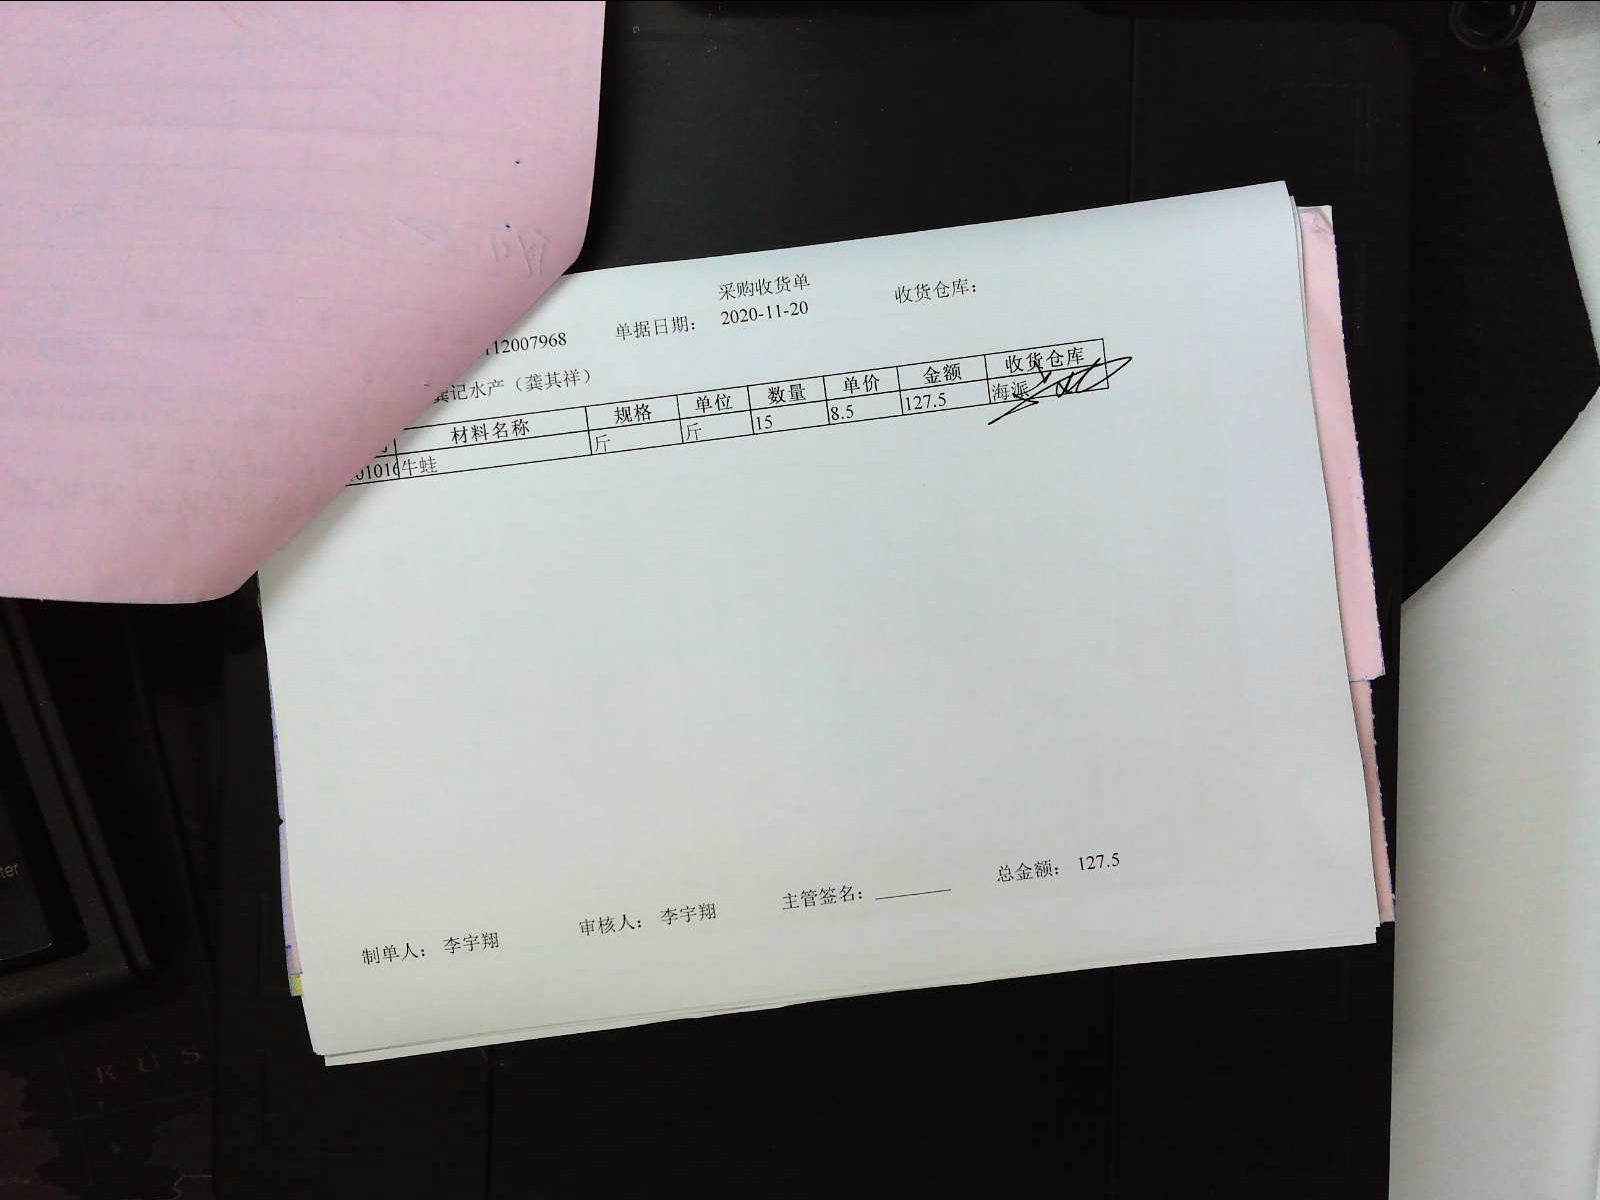 采购收货单
112007968 单据日期： 2020-11-20 收货仓库：
龚记水产（龚其祥）
材料名称 规格 单位 数量 单价 金额 收货仓库
01016 牛蛙 斤 斤 15 8.5 127.5 海派
制单人： 李宇翔 审核人： 李宇翔 主管签名： 总金额： 127.5
ter
RUS